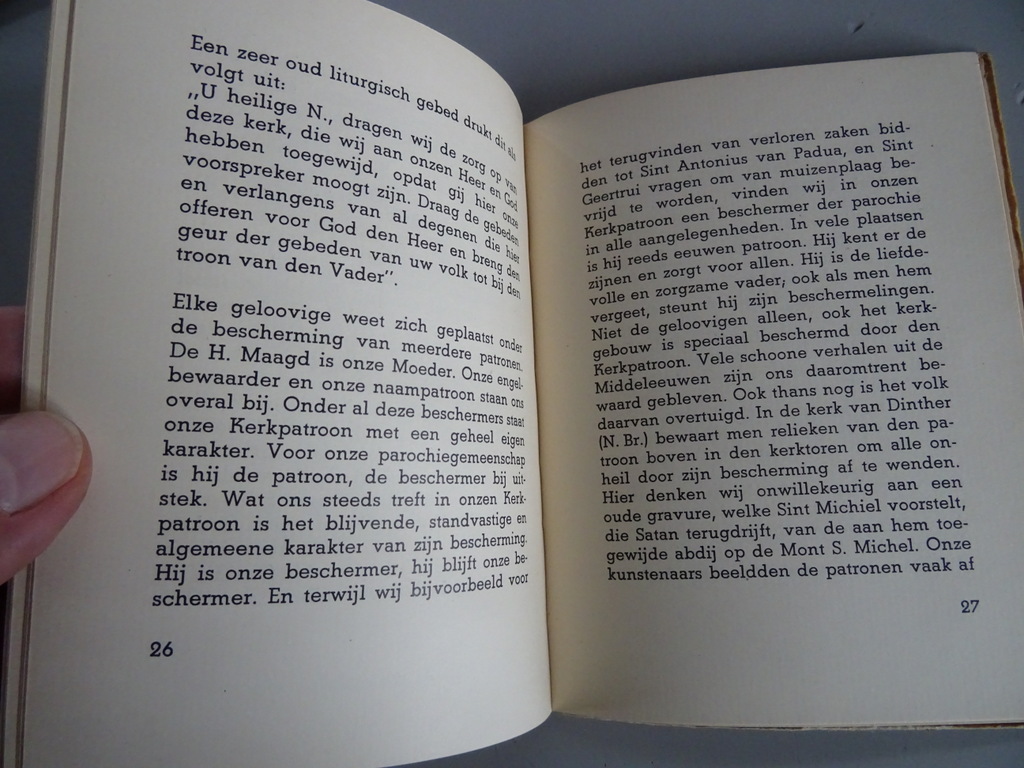 Een zeer oud liturgisch gebed drukt dit als
volgt uit:
„U heilige N., dragen wij de zorg op van
deze kerk, die wij aan onzen Heer en God
hebben toegewijd, opdat gij hier onze
voorspreker moogt zijn. Draag de gebeden
en verlangens van al degenen die hier
offeren voor God den Heer en breng den
geur der gebeden van uw volk tot bij den
troon van den Vader”.
Elke geloovige weet zich geplaatst onder
de bescherming van meerdere patronen.
De H. Maagd is onze Moeder. Onze engel-
bewaarder en onze naampatroon staan ons
overal bij. Onder al deze beschermers staat
onze Kerkpatroon met een geheel eigen
karakter. Voor onze parochiegemeenschap
is hij de patroon, de beschermer bij uit-
stek. Wat ons steeds treft in onzen Kerk-
patroon is het blijvende, standvastige en
algemeene karakter van zijn bescherming.
Hij is onze beschermer, hij blijft onze be-
schermer. En terwijl wij bijvoorbeeld voor
26
het terugvinden van verloren zaken bid-
den tot Sint Antonius van Padua, en Sint
Geertrui vragen om van muizenplaag be-
vrijd te worden, vinden wij in onzen
Kerkpatroon een beschermer der parochie
in alle aangelegenheden. In vele plaatsen
is hij reeds eeuwen patroon. Hij kent er de
zijnen en zorgt voor allen. Hij is de liefde-
volle en zorgzame vader; ook als men hem
vergeet, steunt hij zijn beschermelingen.
Niet de geloovigen alleen, ook het kerk-
gebouw is speciaal beschermd door den
Kerkpatroon. Vele schoone verhalen uit de
Middeleeuwen zijn ons daaromtrent be-
waard gebleven. Ook thans nog is het volk
daarvan overtuigd. In de kerk van Dinther
(N. Br.) bewaart men relieken van den pa-
troon boven in den kerktoren om alle on-
heil door zijn bescherming af te wenden.
Hier denken wij onwillekeurig aan een
oude gravure, welke Sint Michiel voorstelt,
die Satan terugdrijft, van de aan hem toe-
gewijde abdij op de Mont S. Michel. Onze
kunstenaars beeldden de patronen vaak af
27